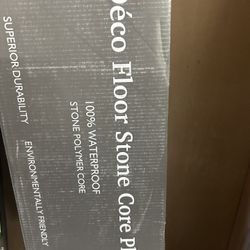 Déco Floor Stone Core
100% WATERPROOF
STONE POLYMER CORE
SUPERIOR DURABILITY
ENVIRONMENTALLY FRIENDLY